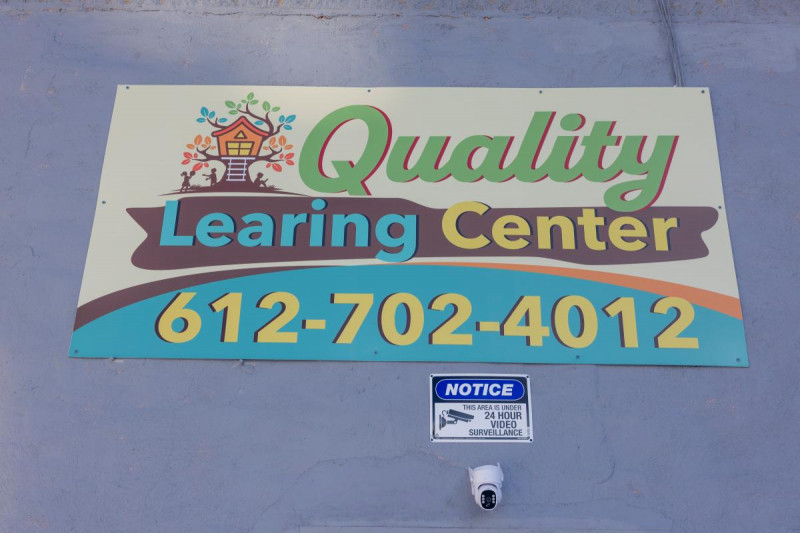 Quality
Learing Center
612-702-4012
NOTICE
THIS AREA IS UNDER
24 HOUR
VIDEO
SURVEILLANCE